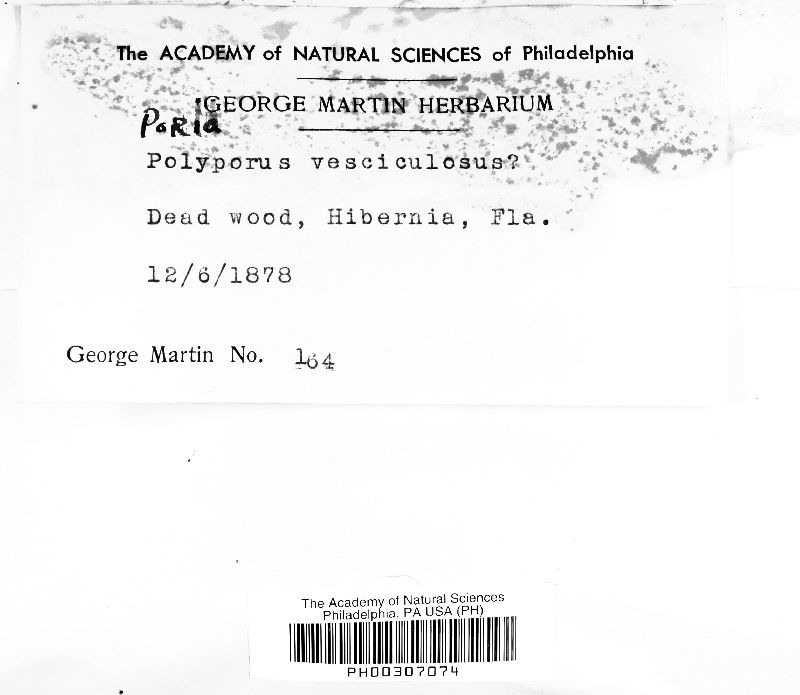 The ACADEMY of NATURAL SCIENCES of Philadelphia
GEORGE MARTIN HERBARIUM
PoRia
Polyporus vesciculosus?
Dead wood, Hibernia, Fla.
12/6/1878
George Martin No. 164
The Academy of Natural Sciences
Philadelphia, PA USA (PH)
PH00307074